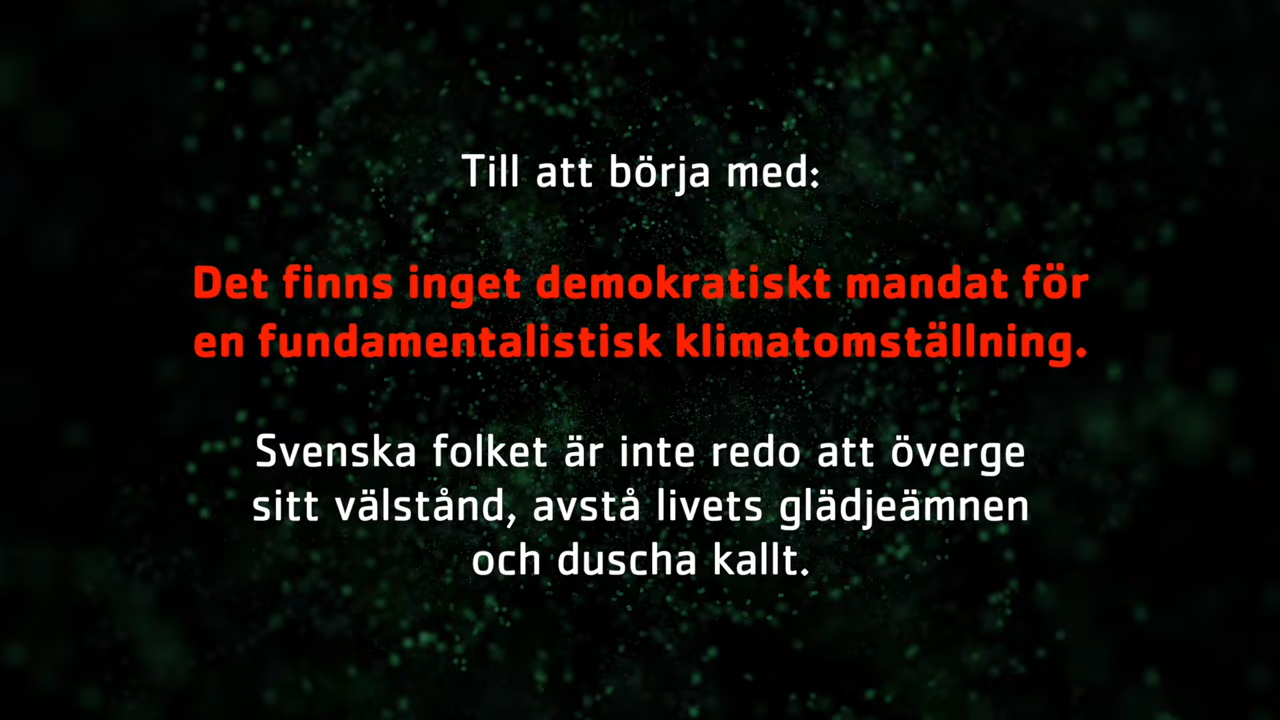 Till att börja med:
Det finns inget demokratiskt mandat för
en fundamentalistisk klimatomställning.
Svenska folket är inte redo att överge
sitt välstånd, avstå livets glädjeämnen
och duscha kallt.